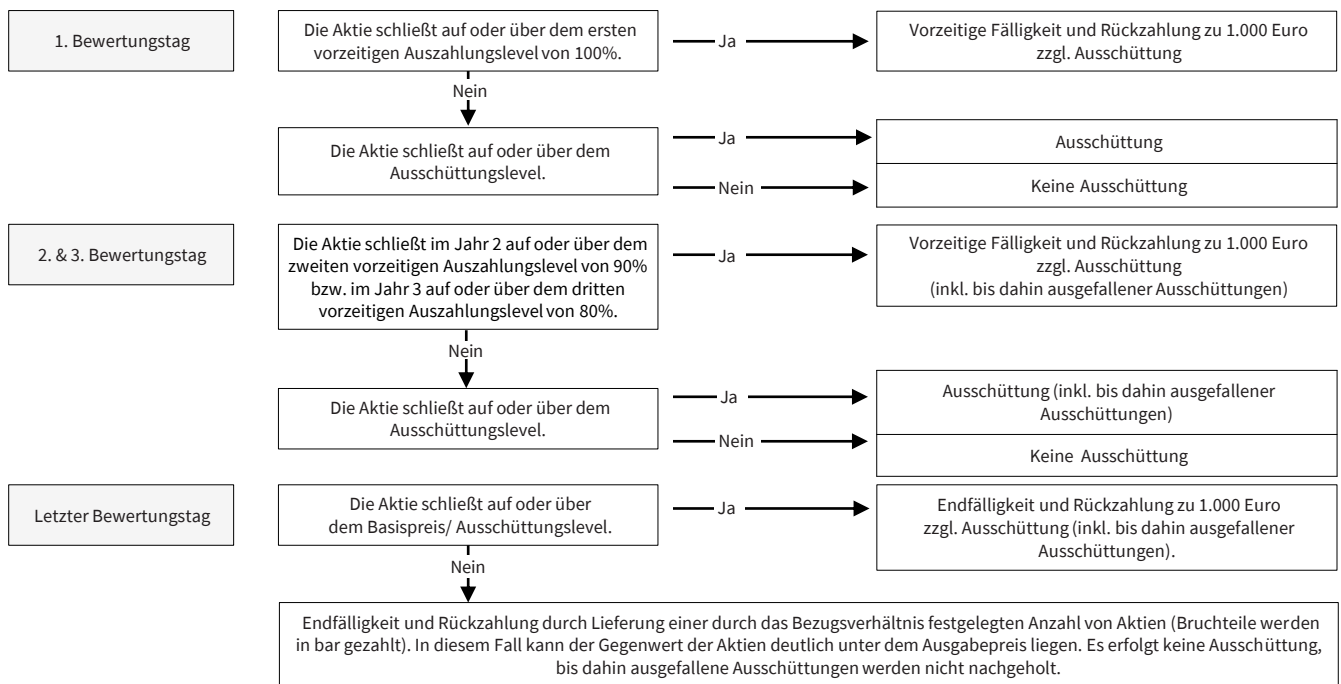 1. Bewertungstag
Die Aktie schließt auf oder über dem ersten
vorzeitigen Auszahlungslevel von 100%.
Ja
Vorzeitige Fälligkeit und Rückzahlung zu 1.000 Euro
zzgl. Ausschüttung
Nein
Die Aktie schließt auf oder über dem
Ausschüttungslevel.
Ja
Ausschüttung
Nein
Keine Ausschüttung
2. & 3. Bewertungstag
Die Aktie schließt im Jahr 2 auf oder über dem
zweiten vorzeitigen Auszahlungslevel von 90%
bzw. im Jahr 3 auf oder über dem dritten
vorzeitigen Auszahlungslevel von 80%.
Ja
Vorzeitige Fälligkeit und Rückzahlung zu 1.000 Euro
zzgl. Ausschüttung
(inkl. bis dahin ausgefallener Ausschüttungen)
Nein
Die Aktie schließt auf oder über dem
Ausschüttungslevel.
Ja
Ausschüttung (inkl. bis dahin ausgefallener
Ausschüttungen)
Nein
Keine Ausschüttung
Letzter Bewertungstag
Die Aktie schließt auf oder über
dem Basispreis/ Ausschüttungslevel.
Ja
Endfälligkeit und Rückzahlung zu 1.000 Euro
zzgl. Ausschüttung (inkl. bis dahin ausgefallener
Ausschüttungen).
Nein
Endfälligkeit und Rückzahlung durch Lieferung einer durch das Bezugsverhältnis festgelegten Anzahl von Aktien (Bruchteile werden
in bar gezahlt). In diesem Fall kann der Gegenwert der Aktien deutlich unter dem Ausgabepreis liegen. Es erfolgt keine Ausschüttung,
bis dahin ausgefallene Ausschüttungen werden nicht nachgeholt.